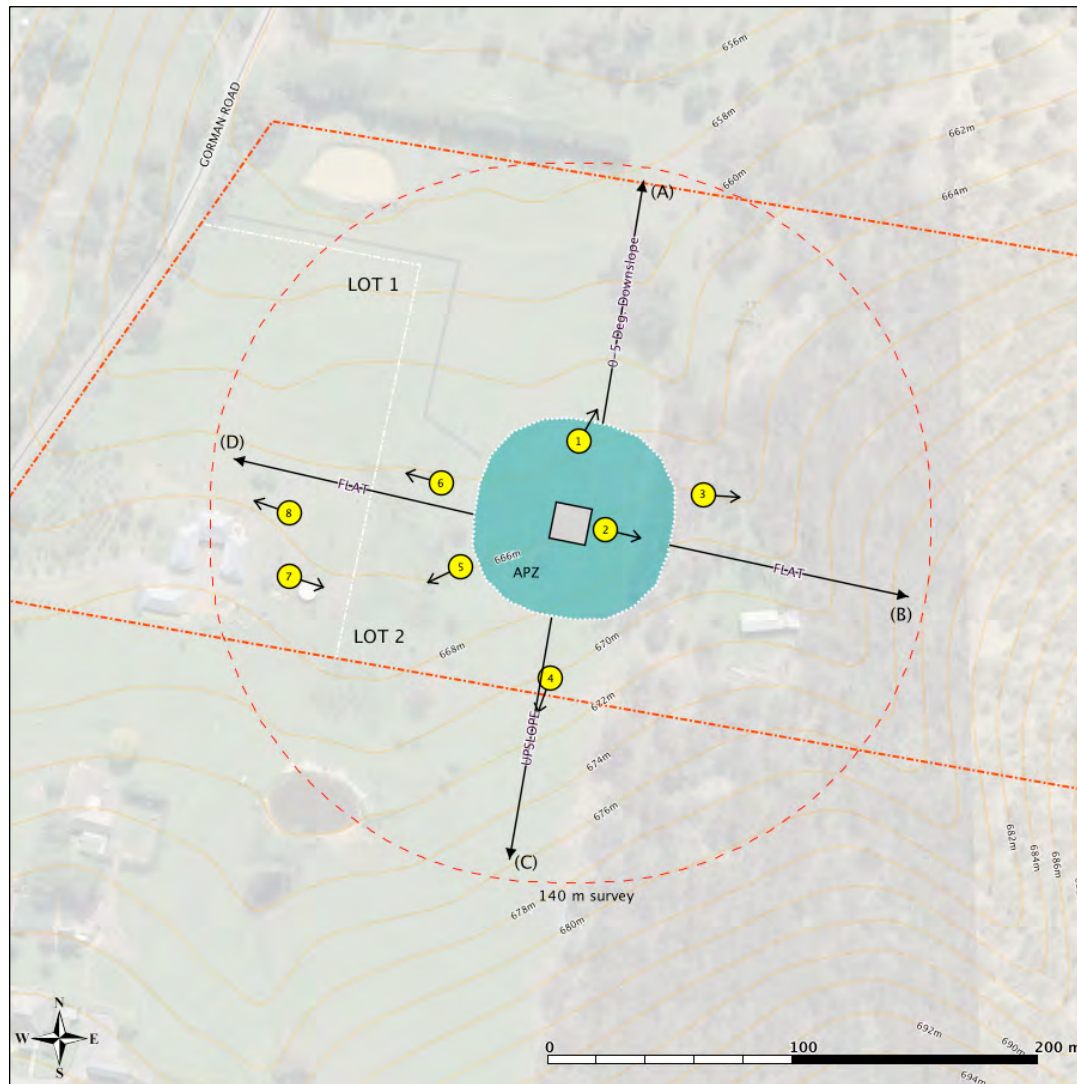 656m
GORMAN ROAD
658m
662m
660m
664m
(A)
0- 5 Deg. Downslope
LOT 1
(D)
1
FLAT
6
3
8
2
666m
5
APZ
FLAT
7
(B)
LOT 2
668m
670m
4
672m
UPSLOPE
674m
676m
682m
684m
686m
(C)
140 m survey
678m
680m
N
W E
S
692m
690m
694m
0 100 200 m